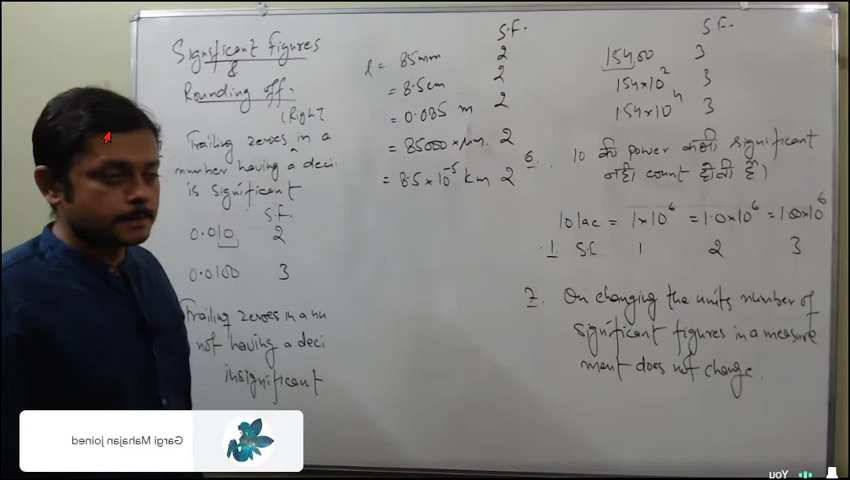 Significant figures
&
Rounding off.
(Right
Trailing zeroes in a
number having a deci
is significant
S.F.
0.010 2
0.0100 3
Trailing zeroes in a nu
not having a deci
insignificant
S.F.
l = 85mm 2
= 8.5cm 2
= 0.085 m 2
= 85000 μm. 2
= 8.5×10⁻⁵ km 2
S.F.
15400 3
154×10² 3
1.54×10⁴ 3
6. 10 की power कभी significant
नही count होती हैं।
10 lac = 1×10⁶ = 1.0×10⁶ = 1.00×10⁶
S.F. 1 2 3
7. On changing the units number of
significant figures in a measure
ment does not change.
Gargi Mahajan joined
You